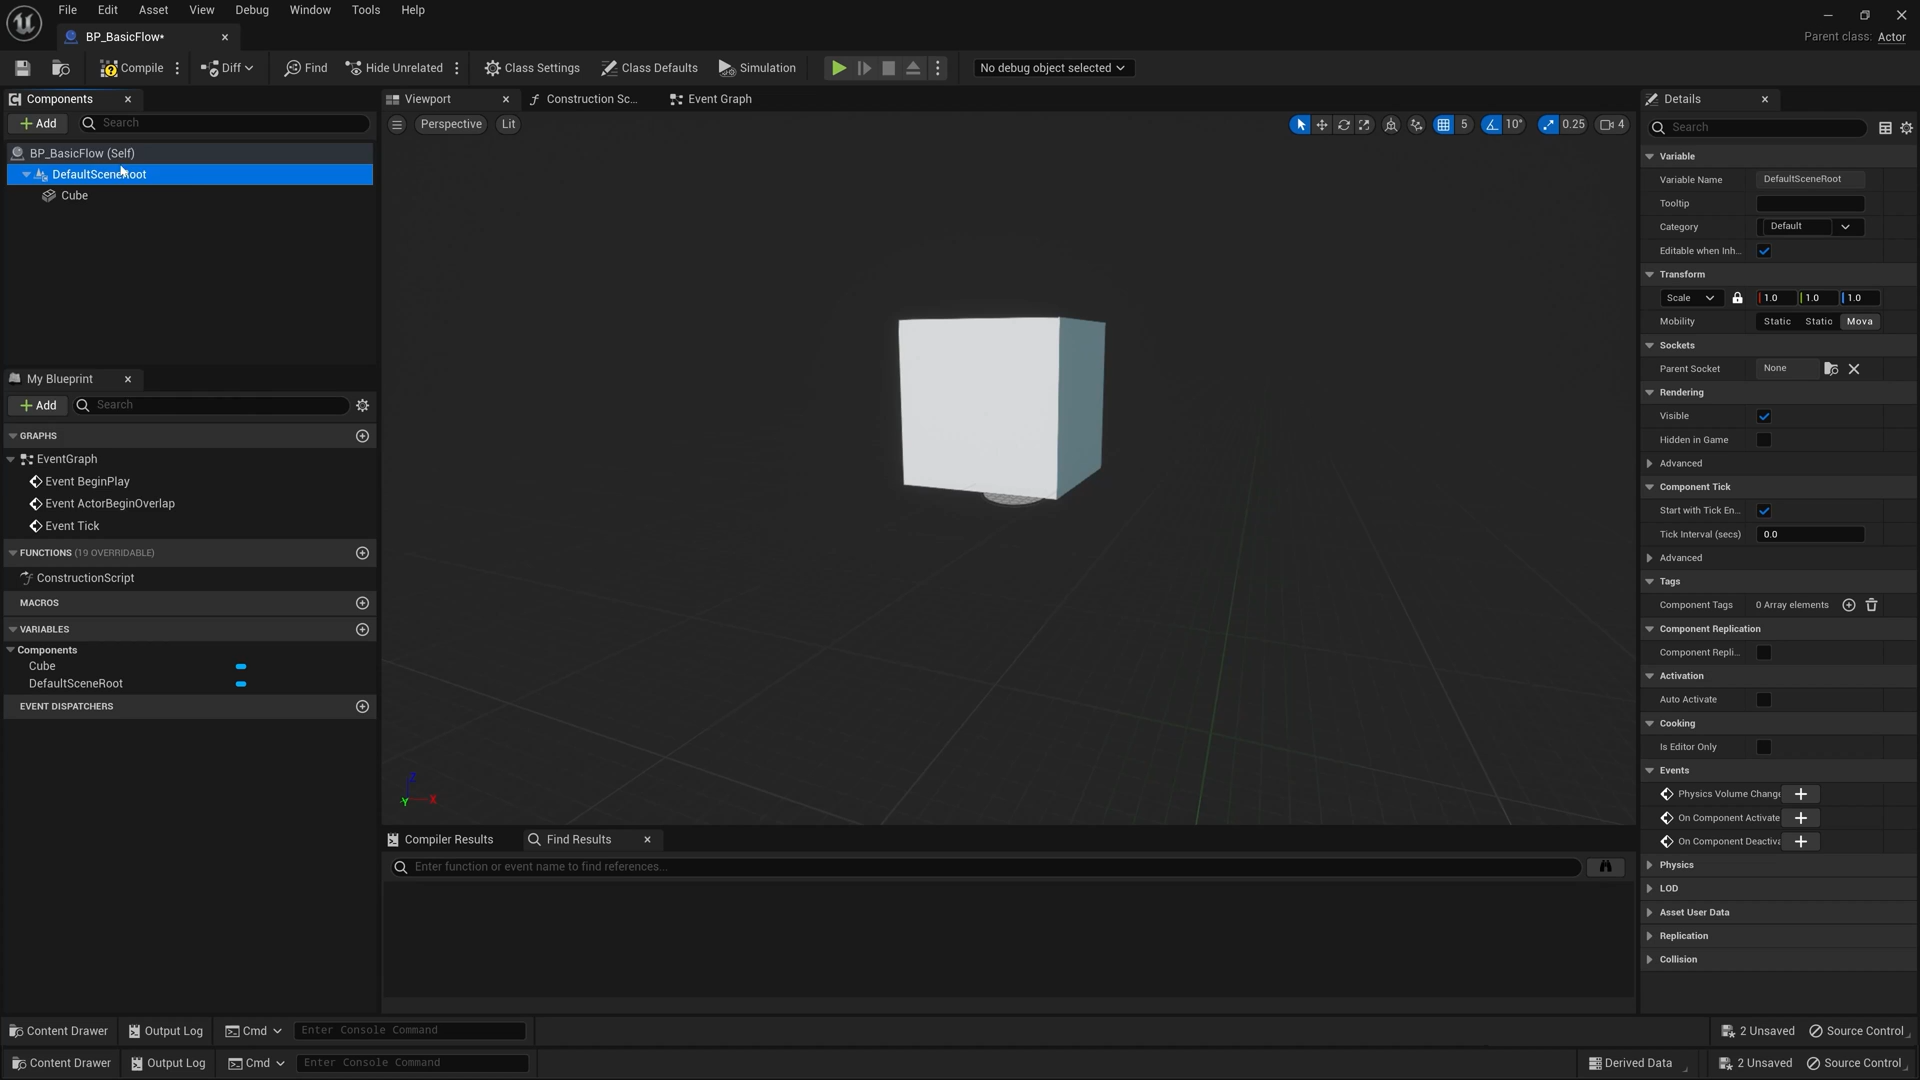 File Edit Asset View Debug Window Tools Help
BP_BasicFlow*
Parent class: Actor
Compile Diff Find Hide Unrelated Class Settings Class Defaults Simulation No debug object selected
Components
Add Search
BP_BasicFlow (Self)
DefaultSceneRoot
Cube
My Blueprint
Add Search
GRAPHS
EventGraph
Event BeginPlay
Event ActorBeginOverlap
Event Tick
FUNCTIONS (19 OVERRIDABLE)
ConstructionScript
MACROS
VARIABLES
Components
Cube
DefaultSceneRoot
EVENT DISPATCHERS
Viewport Construction Sc... Event Graph
Perspective Lit 5 10° 0.25 4
Z
Y X
Compiler Results Find Results
Enter function or event name to find references...
Details
Search
Variable
Variable Name DefaultSceneRoot
Tooltip
Category Default
Editable when Inh...
Transform
Scale 1.0 1.0 1.0
Mobility Static Static Mova
Sockets
Parent Socket None
Rendering
Visible
Hidden in Game
Advanced
Component Tick
Start with Tick En...
Tick Interval (secs) 0.0
Advanced
Tags
Component Tags 0 Array elements
Component Replication
Component Repli...
Activation
Auto Activate
Cooking
Is Editor Only
Events
Physics Volume Change
On Component Activate
On Component Deactiva
Physics
LOD
Asset User Data
Replication
Collision
Content Drawer Output Log Cmd Enter Console Command 2 Unsaved Source Control
Content Drawer Output Log Cmd Enter Console Command Derived Data 2 Unsaved Source Control